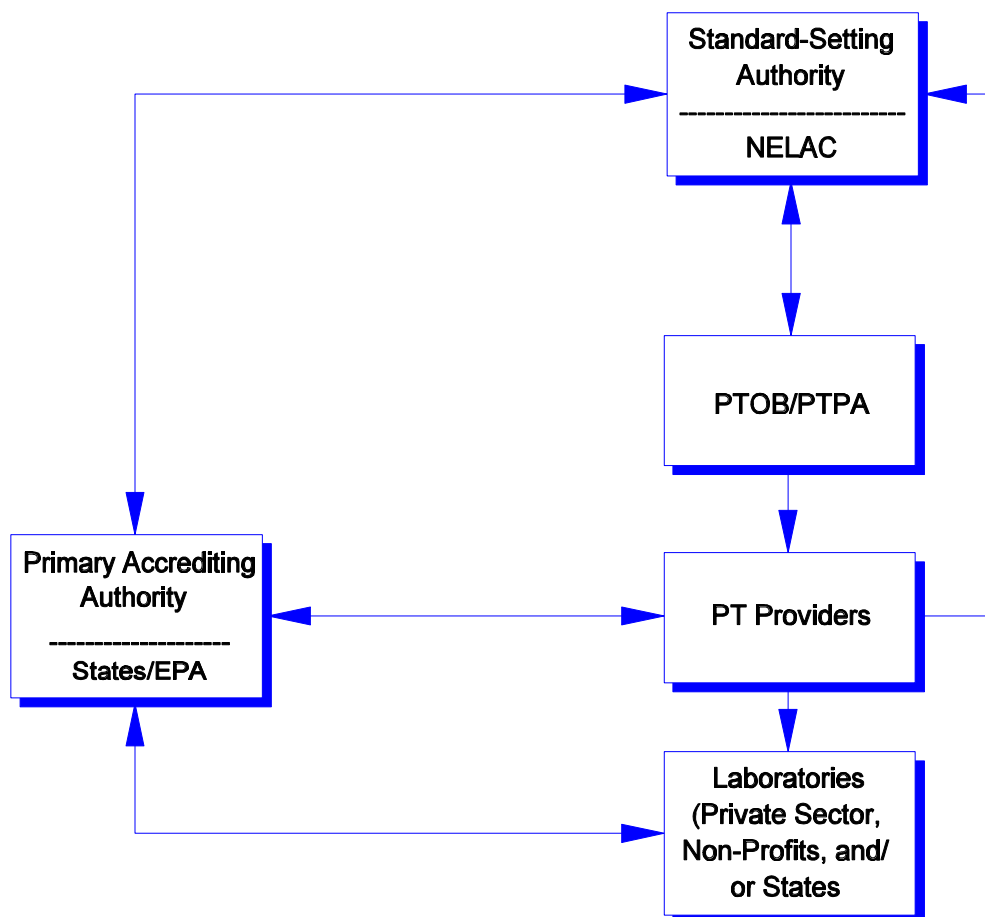 Standard-Setting
Authority
-------------------------
NELAC
PTOB/PTPA
Primary Accrediting
Authority
--------------------
States/EPA
PT Providers
Laboratories
(Private Sector,
Non-Profits, and/
or States